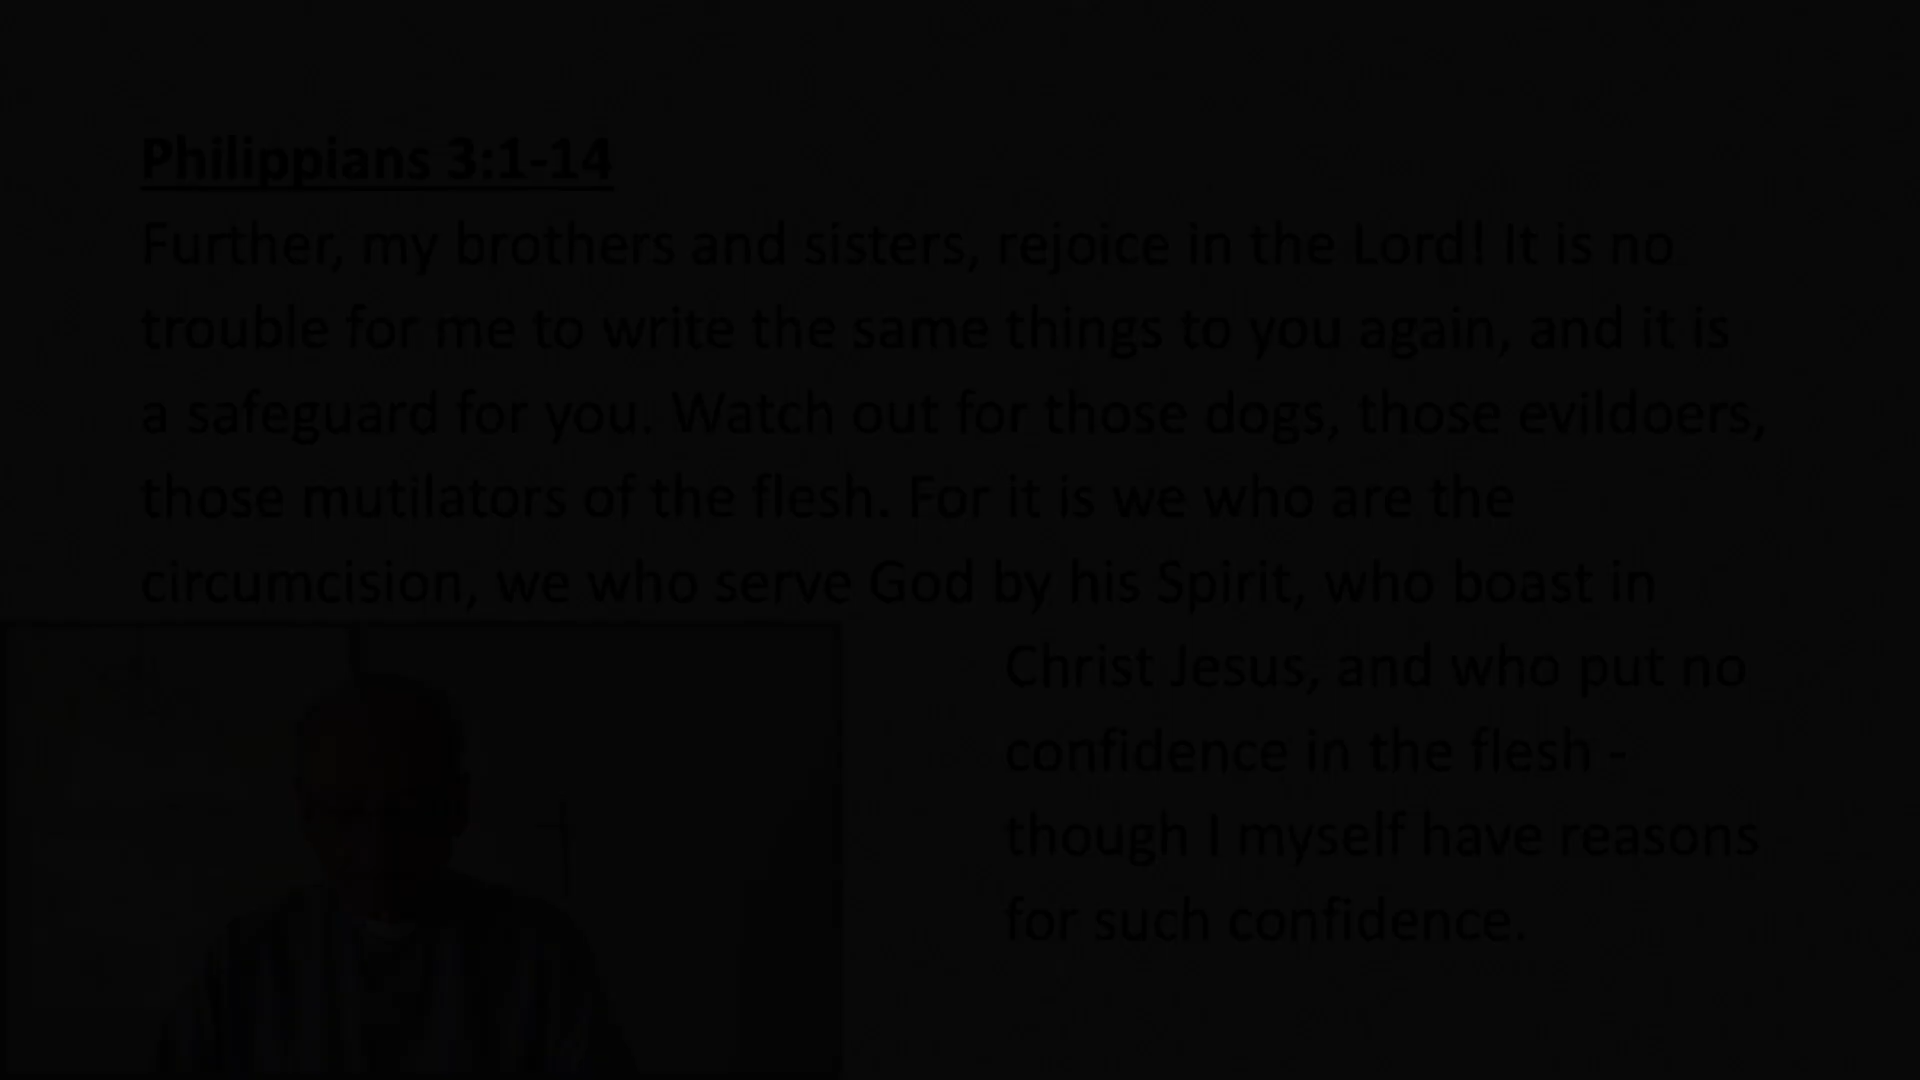 Philippians 3:1-14
Further, my brothers and sisters, rejoice in the Lord! It is no
trouble for me to write the same things to you again, and it is
a safeguard for you. Watch out for those dogs, those evildoers,
those mutilators of the flesh. For it is we who are the
circumcision, we who serve God by his Spirit, who boast in
Christ Jesus, and who put no
confidence in the flesh -
though I myself have reasons
for such confidence.